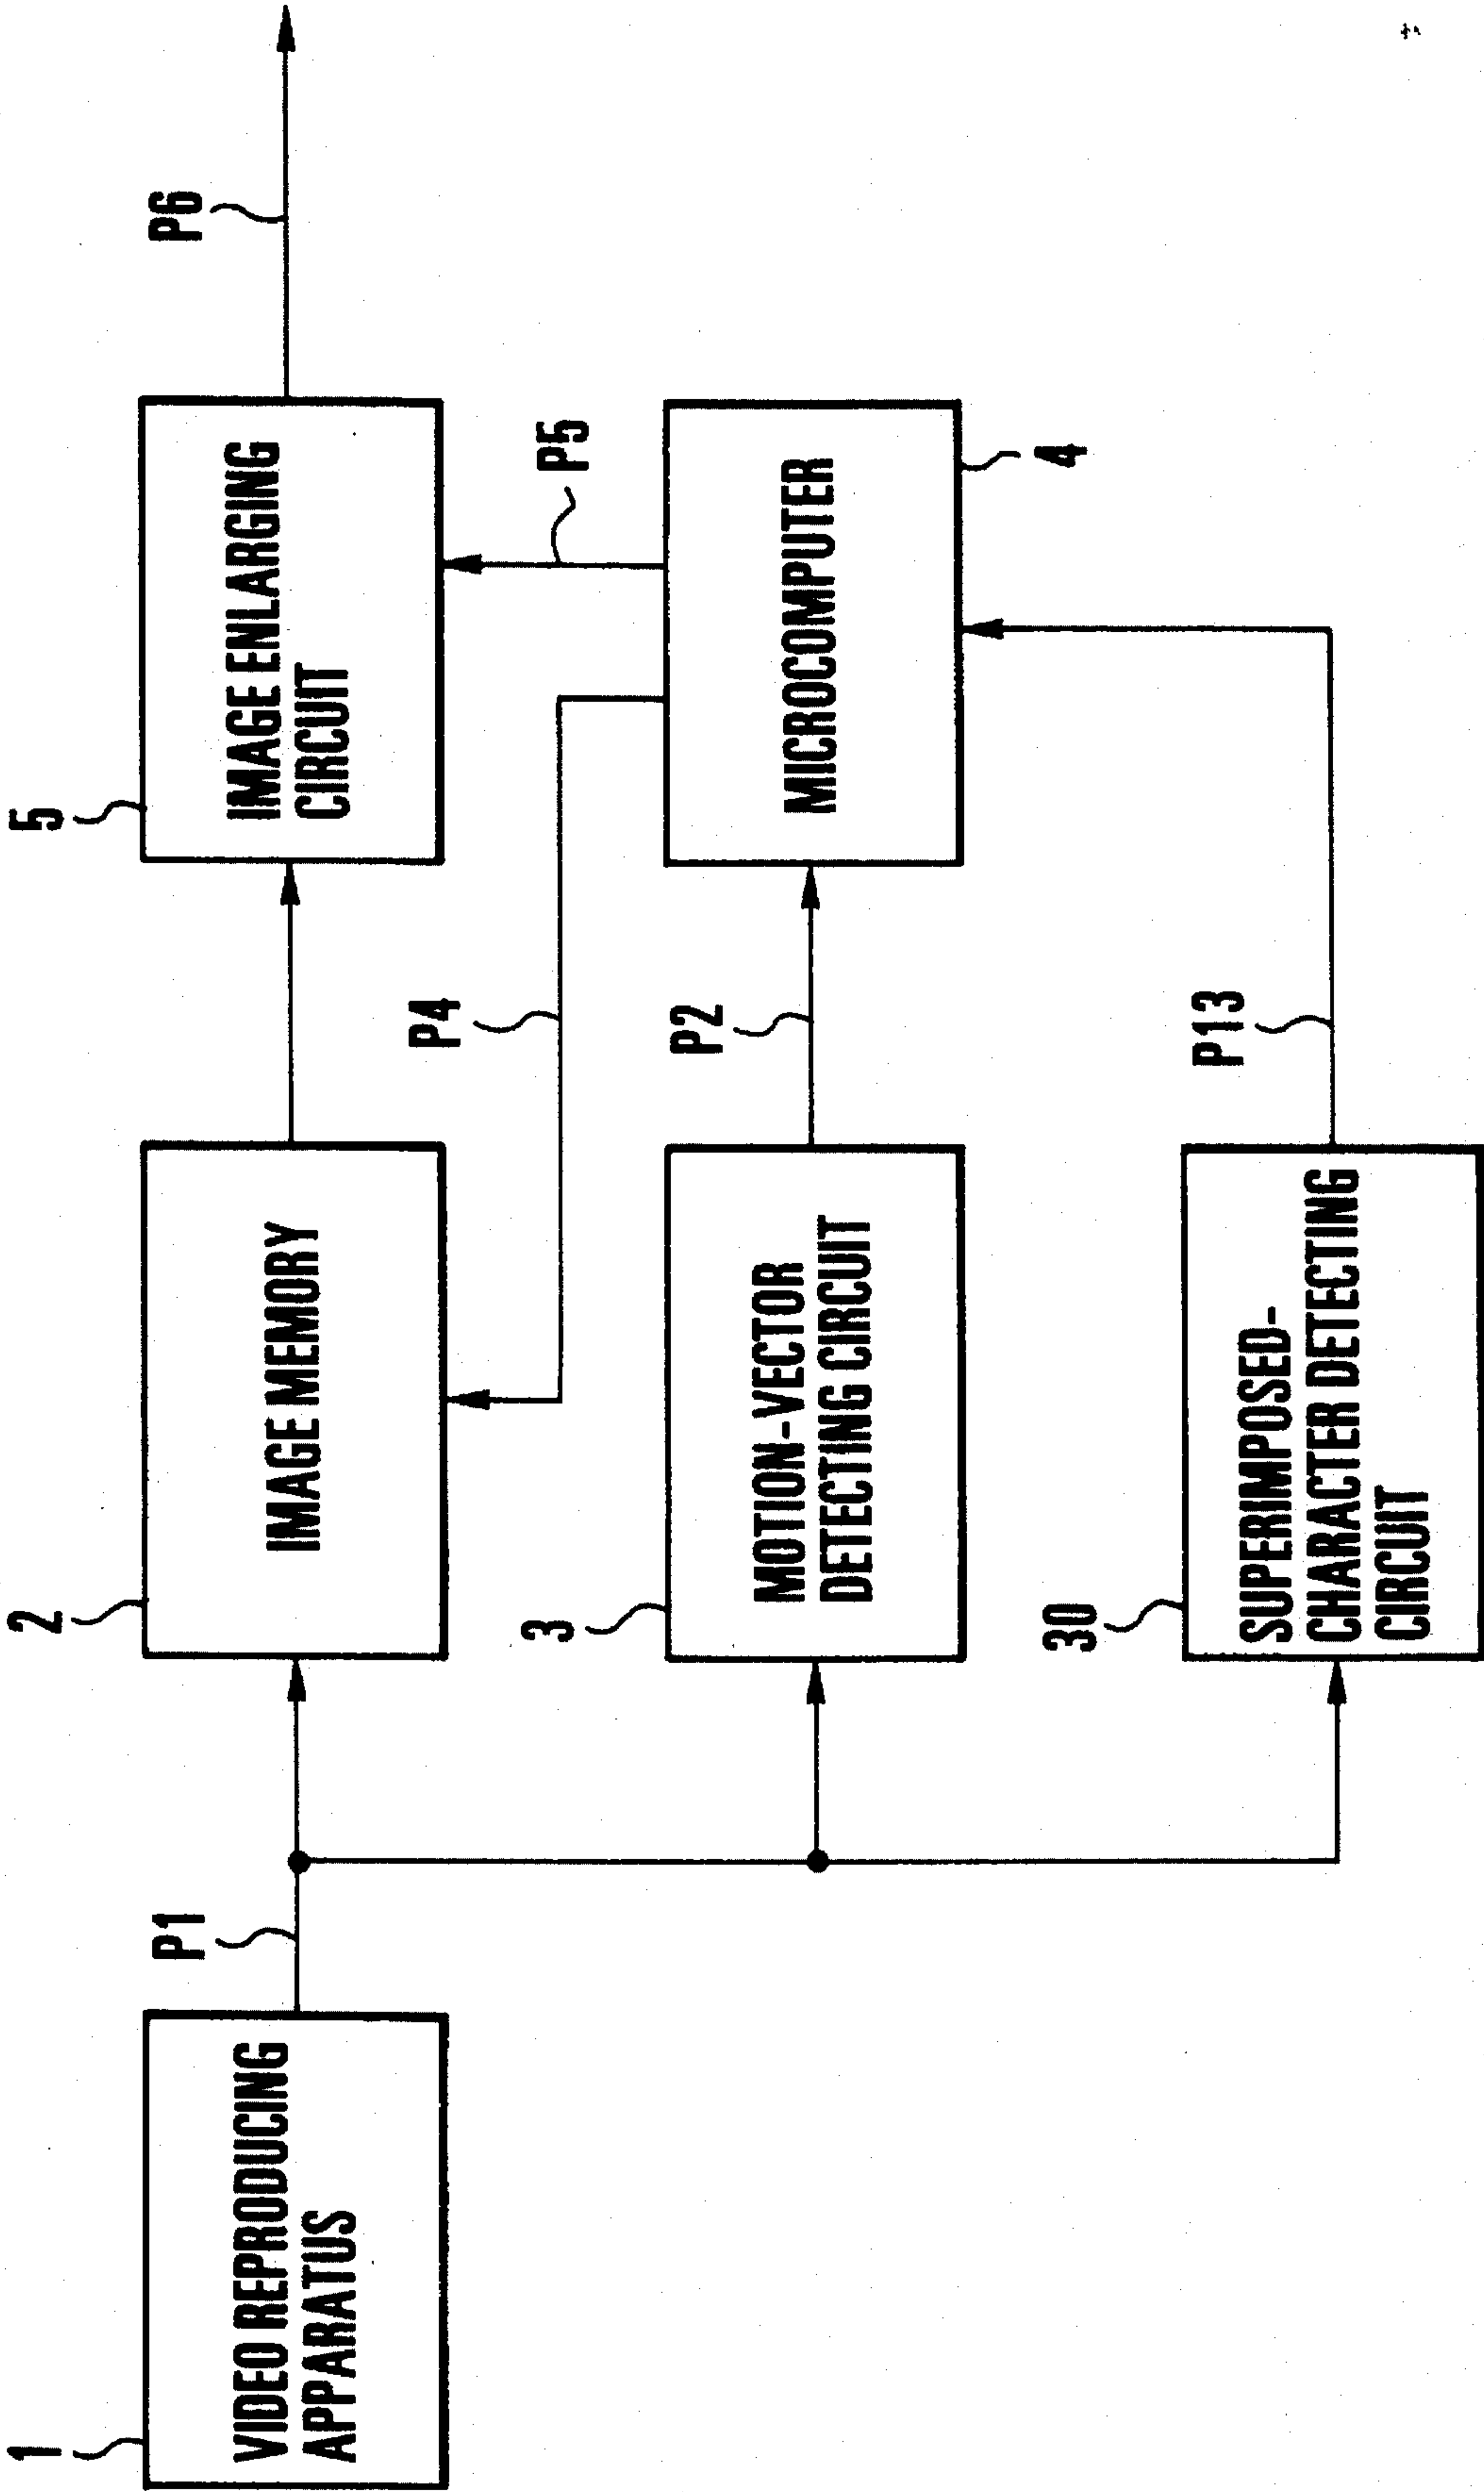 1
VIDEO REPRODUCING
APPARATUS
P1
2
IMAGE MEMORY
5
IMAGE ENLARGING
CIRCUIT
P6
P4
P5
3
MOTION-VECTOR
DETECTING CIRCUIT
P2
MICROCOMPUTER
4
30
SUPERIMPOSED-
CHARACTER DETECTING
CIRCUIT
P13